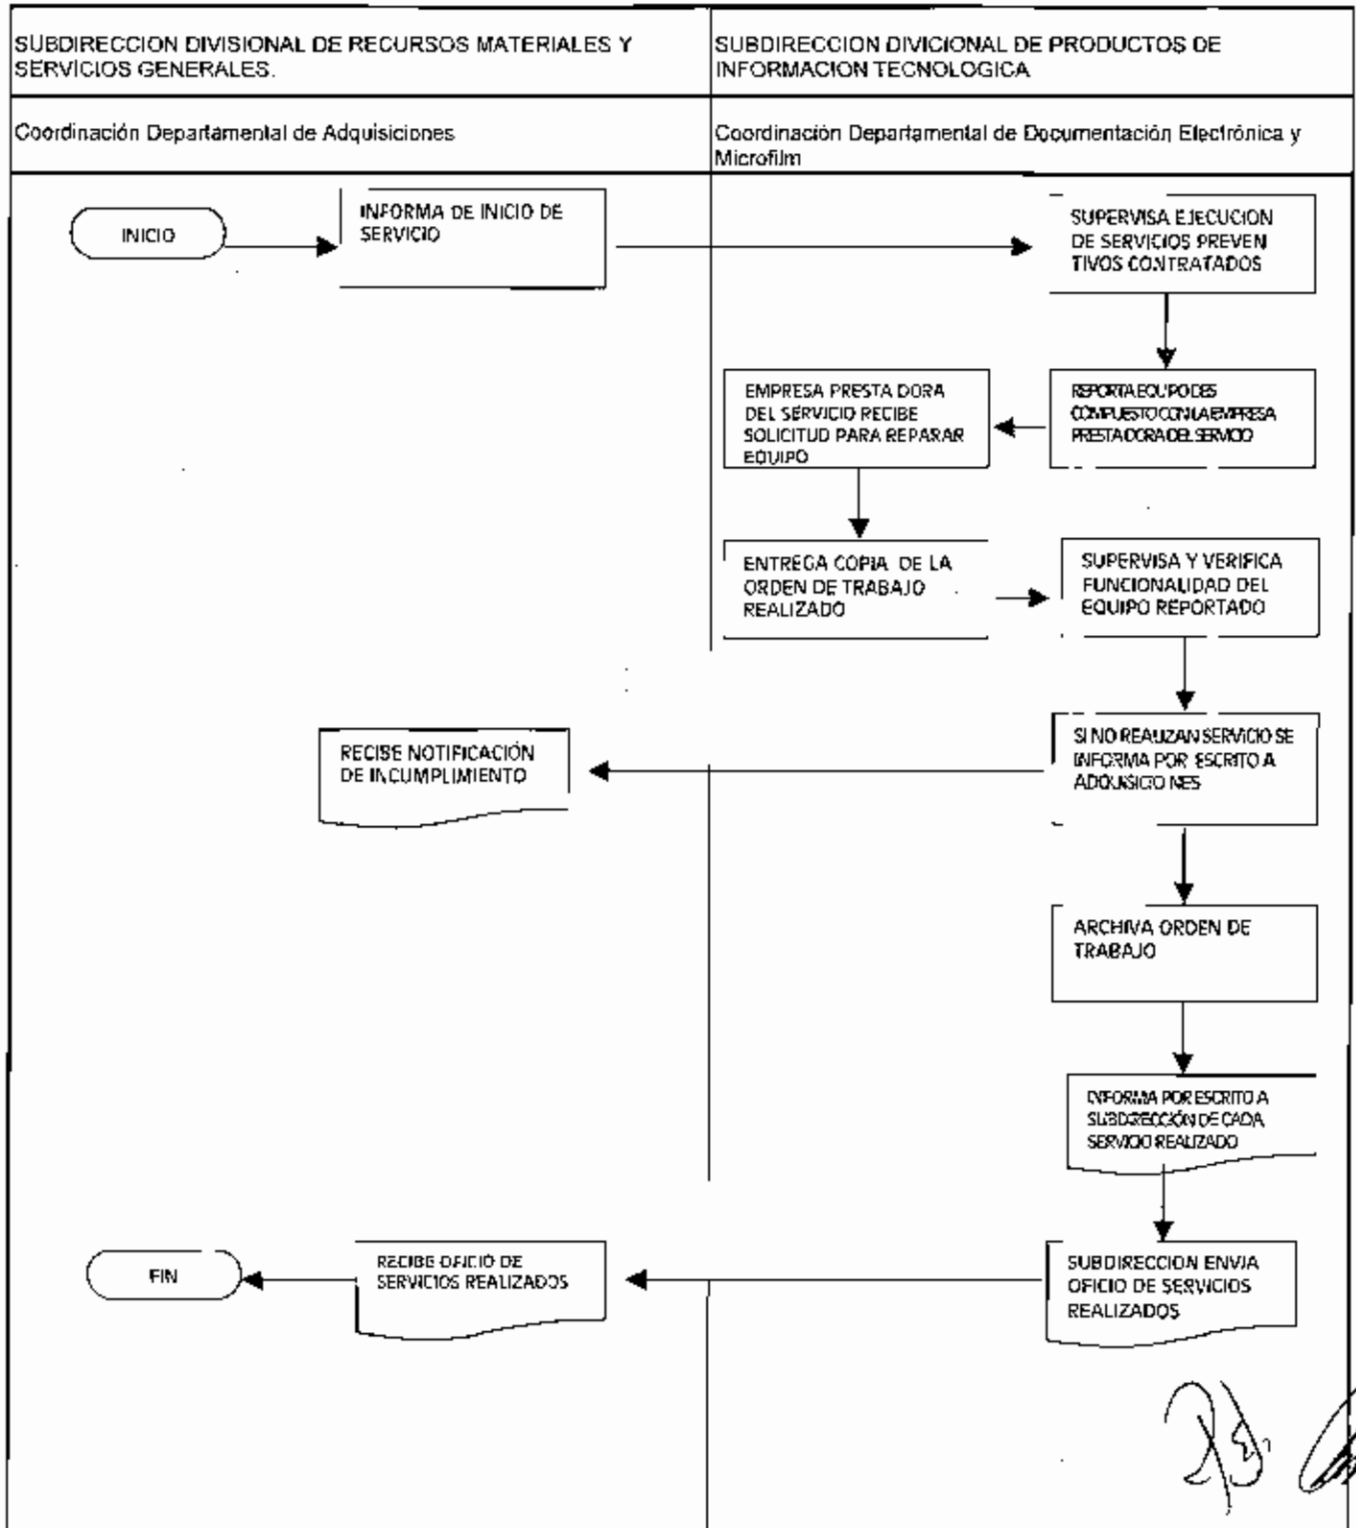 SUBDIRECCION DIVISIONAL DE RECURSOS MATERIALES Y
SERVICIOS GENERALES.
SUBDIRECCION DIVICIONAL DE PRODUCTOS DE
INFORMACION TECNOLOGICA
Coordinación Departamental de Adquisiciones
Coordinación Departamental de Documentación Electrónica y
Microfilm
INICIO
INFORMA DE INICIO DE
SERVICIO
SUPERVISA EJECUCION
DE SERVICIOS PREVEN
TIVOS CONTRATADOS
EMPRESA PRESTA DORA
DEL SERVICIO RECIBE
SOLICITUD PARA REPARAR
EQUIPO
REPORTA EQUIPO DES
COMPUESTO CON LA EMPRESA
PRESTADORA DEL SERVICIO
ENTREGA COPIA DE LA
ORDEN DE TRABAJO
REALIZADO
SUPERVISA Y VERIFICA
FUNCIONALIDAD DEL
EQUIPO REPORTADO
RECIBE NOTIFICACIÓN
DE INCUMPLIMIENTO
SI NO REALIZAN SERVICIO SE
INFORMA POR ESCRITO A
ADQUISICIO NES
ARCHIVA ORDEN DE
TRABAJO
INFORMA POR ESCRITO A
SUBDIRECCIÓN DE CADA
SERVICIO REALIZADO
FIN
RECIBE OFICIO DE
SERVICIOS REALIZADOS
SUBDIRECCION ENVIA
OFICIO DE SERVICIOS
REALIZADOS